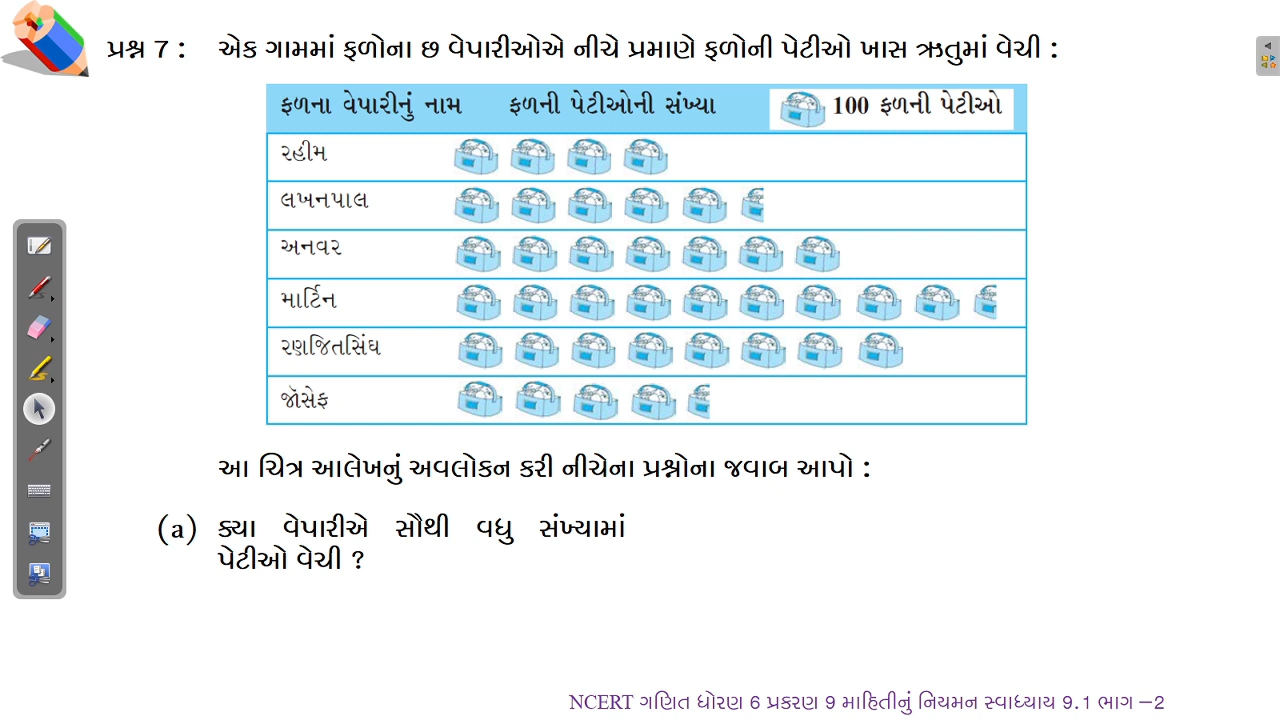 પ્રશ્ન 7 : એક ગામમાં ફળોના છ વેપારીઓએ નીચે પ્રમાણે ફળોની પેટીઓ ખાસ ઋતુમાં વેચી :
ફળના વેપારીનું નામ ફળની પેટીઓની સંખ્યા 100 ફળની પેટીઓ
રહીમ
લખનપાલ
અનવર
માર્ટિન
રણજિતસિંઘ
જૉસેફ
આ ચિત્ર આલેખનું અવલોકન કરી નીચેના પ્રશ્નોના જવાબ આપો :
(a) ક્યા વેપારીએ સૌથી વધુ સંખ્યામાં
પેટીઓ વેચી ?
NCERT ગણિત ધોરણ 6 પ્રકરણ 9 માહિતીનું નિયમન સ્વાધ્યાય 9.1 ભાગ –2